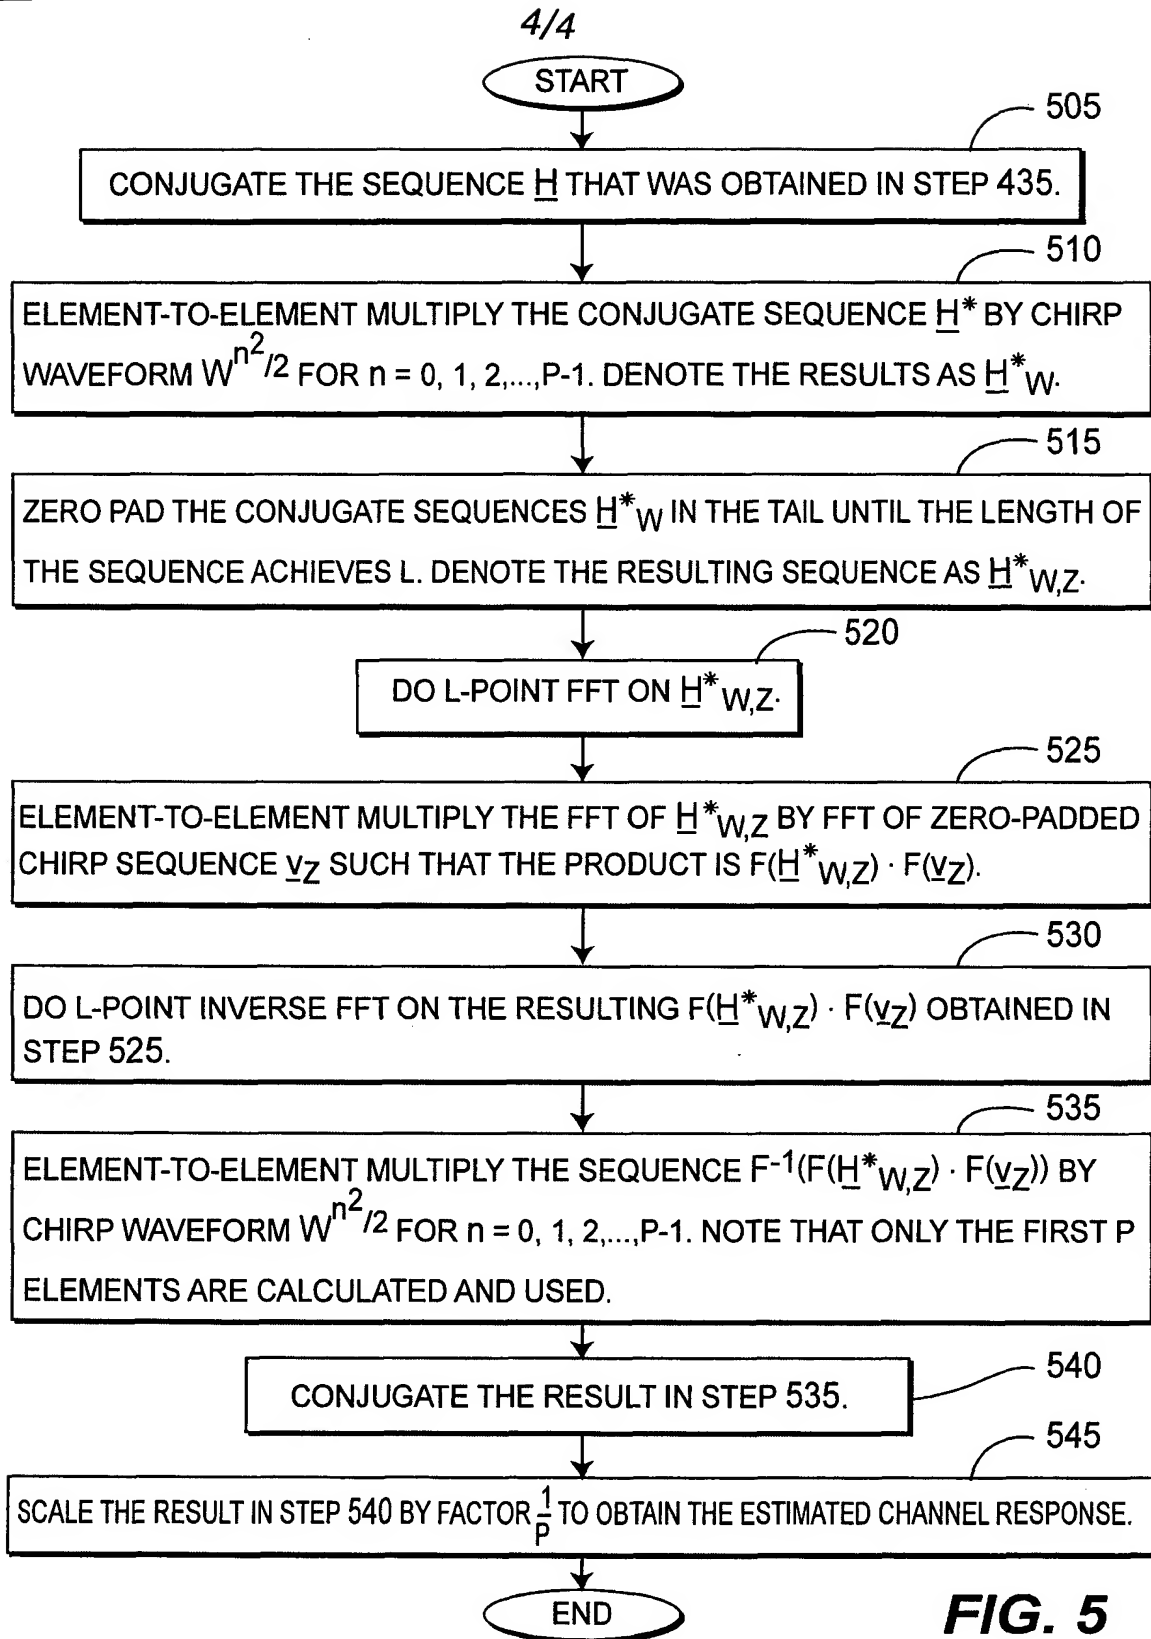 4/4
START
505
CONJUGATE THE SEQUENCE H THAT WAS OBTAINED IN STEP 435.
510
ELEMENT-TO-ELEMENT MULTIPLY THE CONJUGATE SEQUENCE H* BY CHIRP
WAVEFORM W^n^2/2 FOR n = 0, 1, 2,...,P-1. DENOTE THE RESULTS AS H*W.
515
ZERO PAD THE CONJUGATE SEQUENCES H*W IN THE TAIL UNTIL THE LENGTH OF
THE SEQUENCE ACHIEVES L. DENOTE THE RESULTING SEQUENCE AS H*W,Z.
520
DO L-POINT FFT ON H*W,Z.
525
ELEMENT-TO-ELEMENT MULTIPLY THE FFT OF H*W,Z BY FFT OF ZERO-PADDED
CHIRP SEQUENCE vZ SUCH THAT THE PRODUCT IS F(H*W,Z) · F(vZ).
530
DO L-POINT INVERSE FFT ON THE RESULTING F(H*W,Z) · F(vZ) OBTAINED IN
STEP 525.
535
ELEMENT-TO-ELEMENT MULTIPLY THE SEQUENCE F-1(F(H*W,Z) · F(vZ)) BY
CHIRP WAVEFORM W^n^2/2 FOR n = 0, 1, 2,...,P-1. NOTE THAT ONLY THE FIRST P
ELEMENTS ARE CALCULATED AND USED.
540
CONJUGATE THE RESULT IN STEP 535.
545
SCALE THE RESULT IN STEP 540 BY FACTOR 1/P TO OBTAIN THE ESTIMATED CHANNEL RESPONSE.
END
FIG. 5